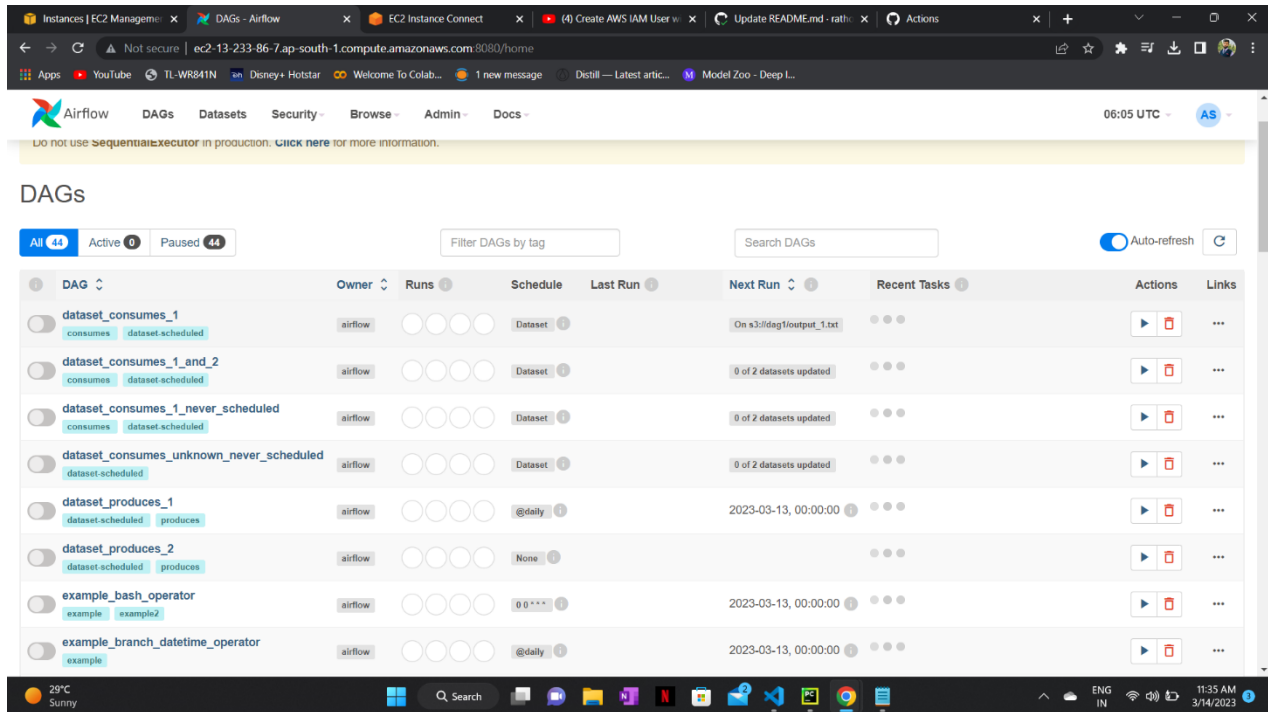 Instances | EC2 Managemen
DAGs - Airflow
EC2 Instance Connect
(4) Create AWS IAM User wi
Update README.md · ratho
Actions
Not secure | ec2-13-233-86-7.ap-south-1.compute.amazonaws.com:8080/home
Apps YouTube TL-WR841N Disney+ Hotstar Welcome To Colab... 1 new message Distill — Latest artic... Model Zoo - Deep l...
Airflow DAGs Datasets Security Browse Admin Docs 06:05 UTC AS
Do not use SequentialExecutor in production. Click here for more information.
DAGs
All 44 Active 0 Paused 44 Filter DAGs by tag Search DAGs Auto-refresh
DAG Owner Runs Schedule Last Run Next Run Recent Tasks Actions Links
dataset_consumes_1
consumes dataset-scheduled
airflow Dataset On s3://dag1/output_1.txt
dataset_consumes_1_and_2
consumes dataset-scheduled
airflow Dataset 0 of 2 datasets updated
dataset_consumes_1_never_scheduled
consumes dataset-scheduled
airflow Dataset 0 of 2 datasets updated
dataset_consumes_unknown_never_scheduled
dataset-scheduled
airflow Dataset 0 of 2 datasets updated
dataset_produces_1
dataset-scheduled produces
airflow @daily 2023-03-13, 00:00:00
dataset_produces_2
dataset-scheduled produces
airflow None
example_bash_operator
example example2
airflow 0 0 * * * 2023-03-13, 00:00:00
example_branch_datetime_operator
example
airflow @daily 2023-03-13, 00:00:00
29°C
Sunny
Search
ENG
IN
11:35 AM
3/14/2023
3